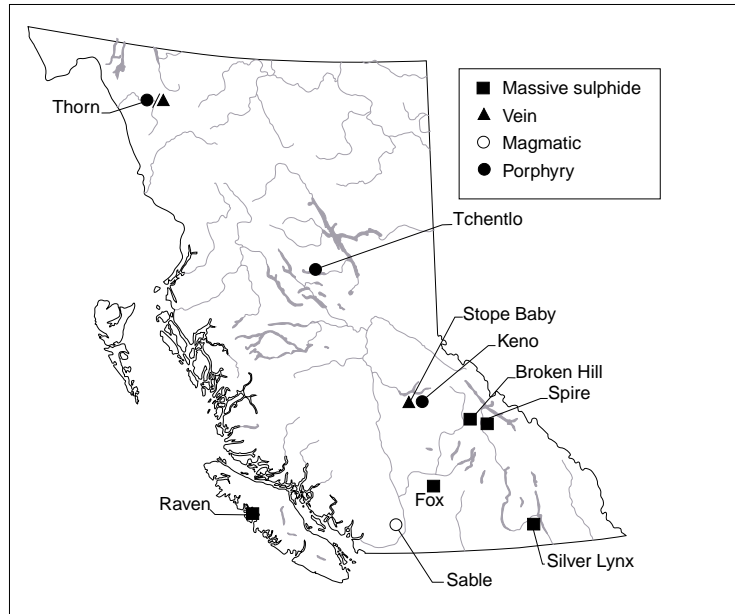 Massive sulphide
Vein
Magmatic
Porphyry
Thorn
Tchentlo
Stope Baby
Keno
Broken Hill
Spire
Fox
Raven
Silver Lynx
Sable